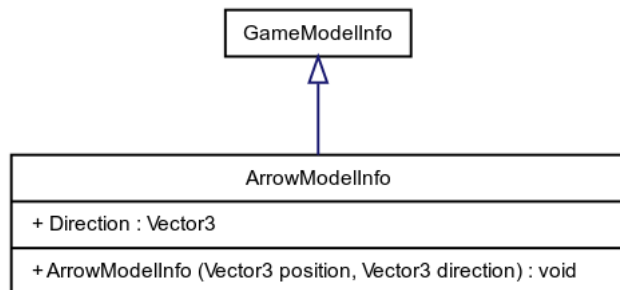 GameModelInfo
ArrowModelInfo
+ Direction : Vector3
+ ArrowModelInfo (Vector3 position, Vector3 direction) : void